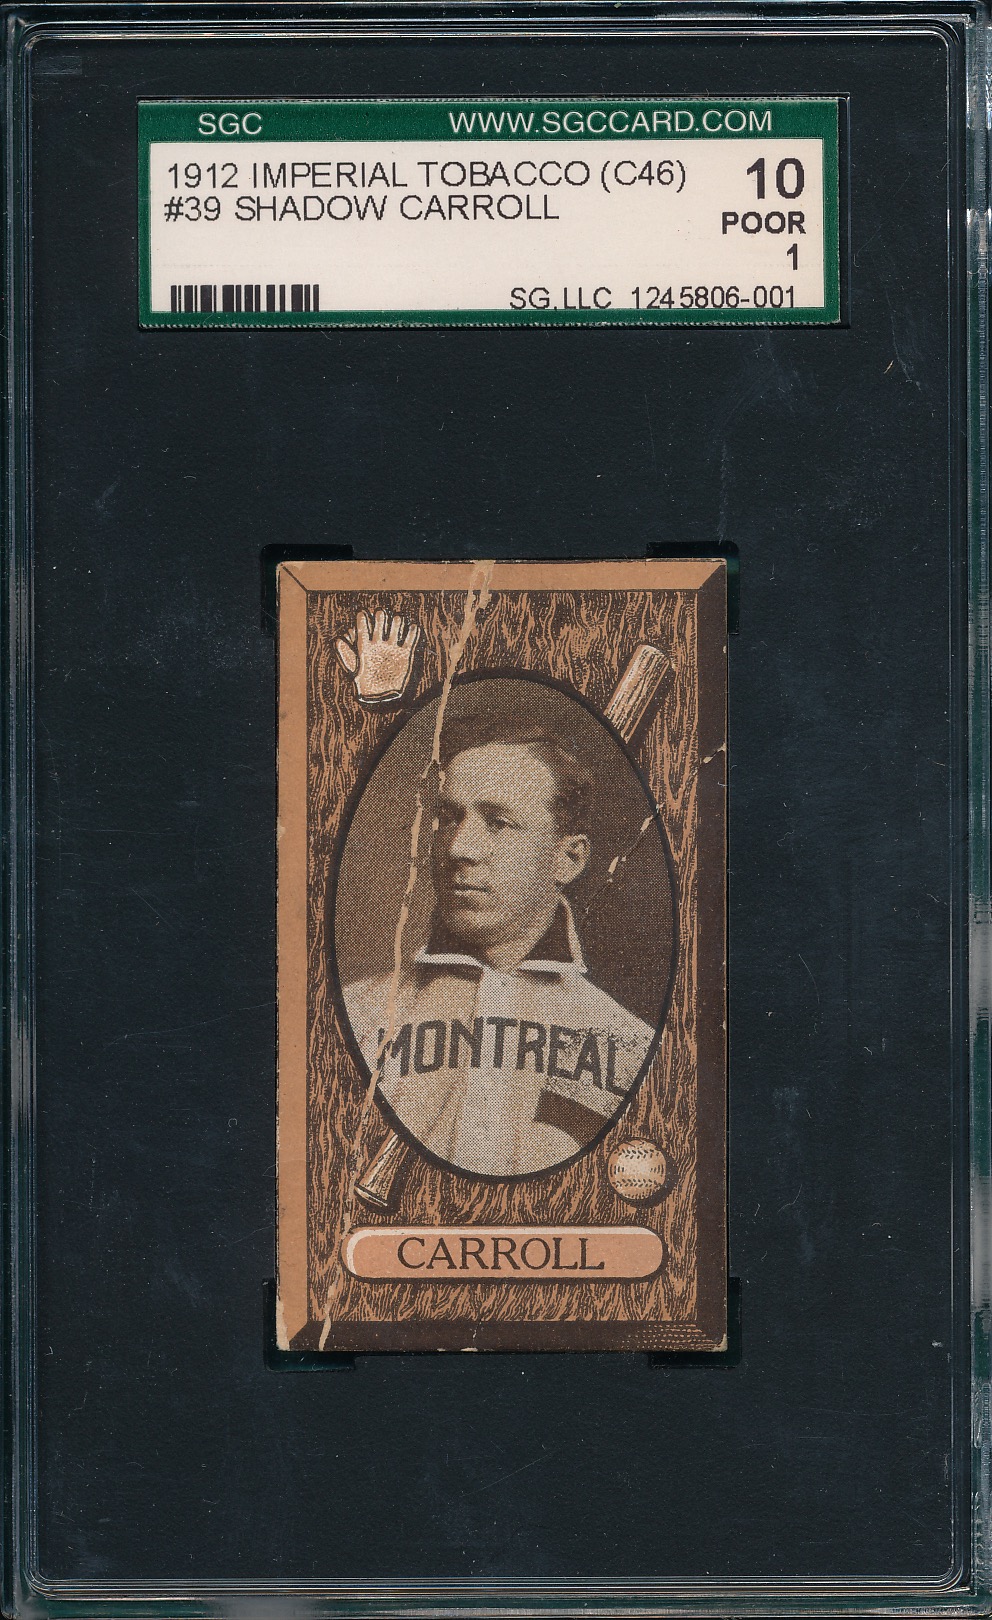 SGC WWW.SGCCARD.COM
1912 IMPERIAL TOBACCO (C46) 10
#39 SHADOW CARROLL POOR
1
SG,LLC 1245806-001
MONTREAL
CARROLL